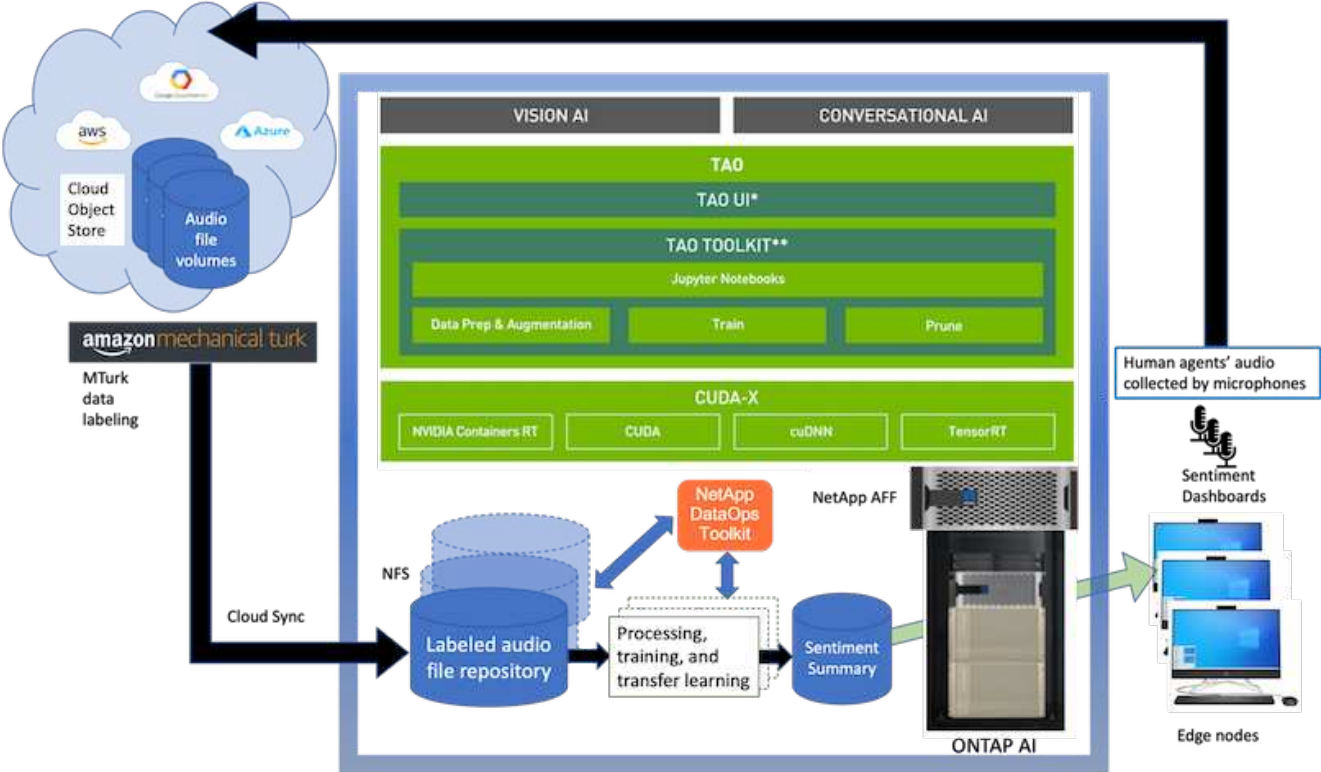 Google Cloud Platform
aws
Azure
Cloud
Object
Store
Audio
file
volumes
amazon mechanical turk
MTurk
data
labeling
Cloud Sync
VISION AI
CONVERSATIONAL AI
TAO
TAO UI*
TAO TOOLKIT**
Jupyter Notebooks
Data Prep & Augmentation
Train
Prune
CUDA-X
NVIDIA Containers RT
CUDA
cuDNN
TensorRT
NetApp
DataOps
Toolkit
NetApp AFF
NFS
Labeled audio
file repository
Processing,
training, and
transfer learning
Sentiment
Summary
ONTAP AI
Human agents' audio
collected by microphones
Sentiment
Dashboards
Edge nodes